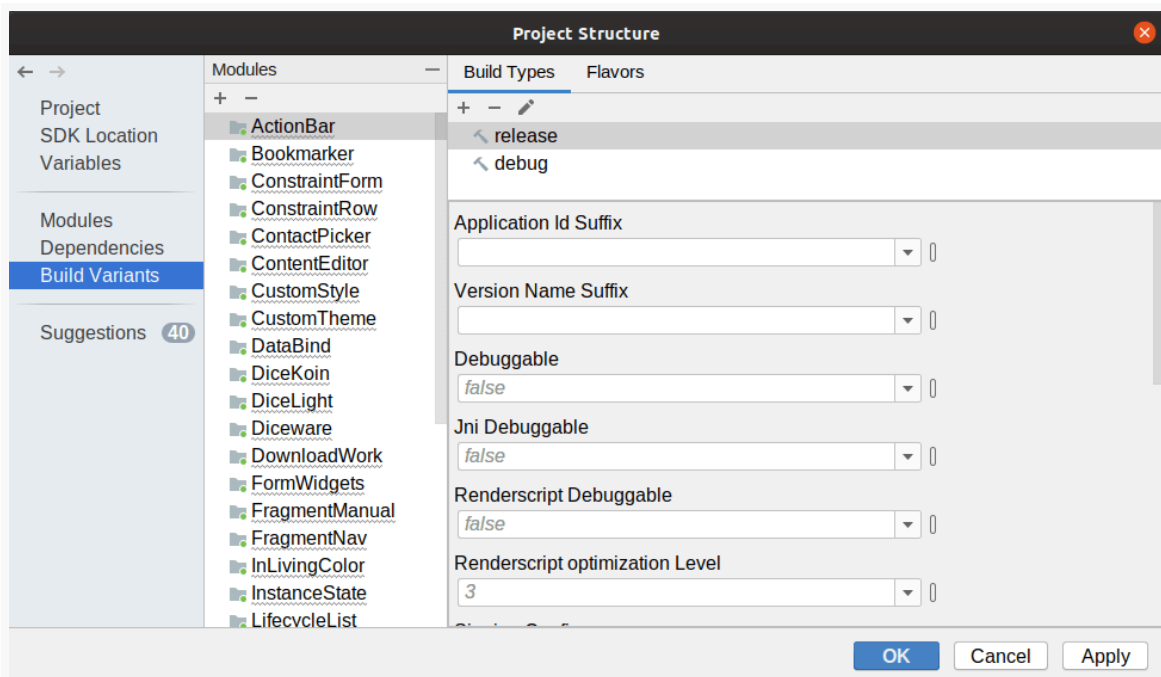 Project Structure
Project
SDK Location
Variables
Modules
Dependencies
Build Variants
Suggestions 40
Modules
ActionBar
Bookmarker
ConstraintForm
ConstraintRow
ContactPicker
ContentEditor
CustomStyle
CustomTheme
DataBind
DiceKoin
DiceLight
Diceware
DownloadWork
FormWidgets
FragmentManual
FragmentNav
InLivingColor
InstanceState
LifecycleList
Build Types Flavors
release
debug
Application Id Suffix
Version Name Suffix
Debuggable
false
Jni Debuggable
false
Renderscript Debuggable
false
Renderscript optimization Level
3
OK Cancel Apply